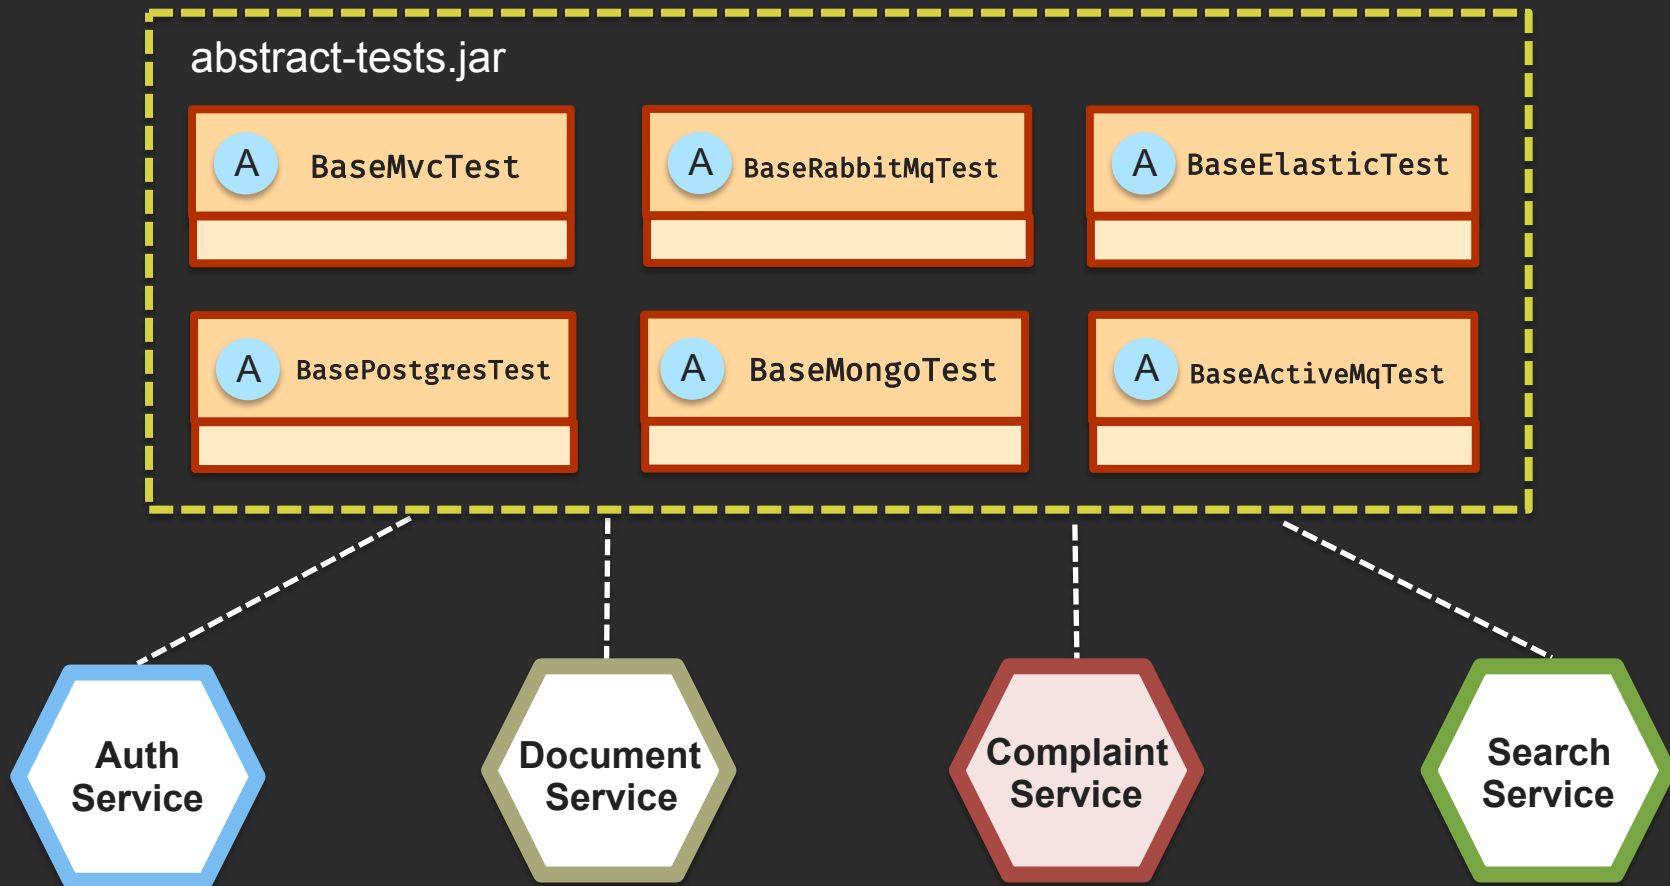 abstract-tests.jar
A BaseMvcTest
A BaseRabbitMqTest
A BaseElasticTest
A BasePostgresTest
A BaseMongoTest
A BaseActiveMqTest
Auth
Service
Document
Service
Complaint
Service
Search
Service